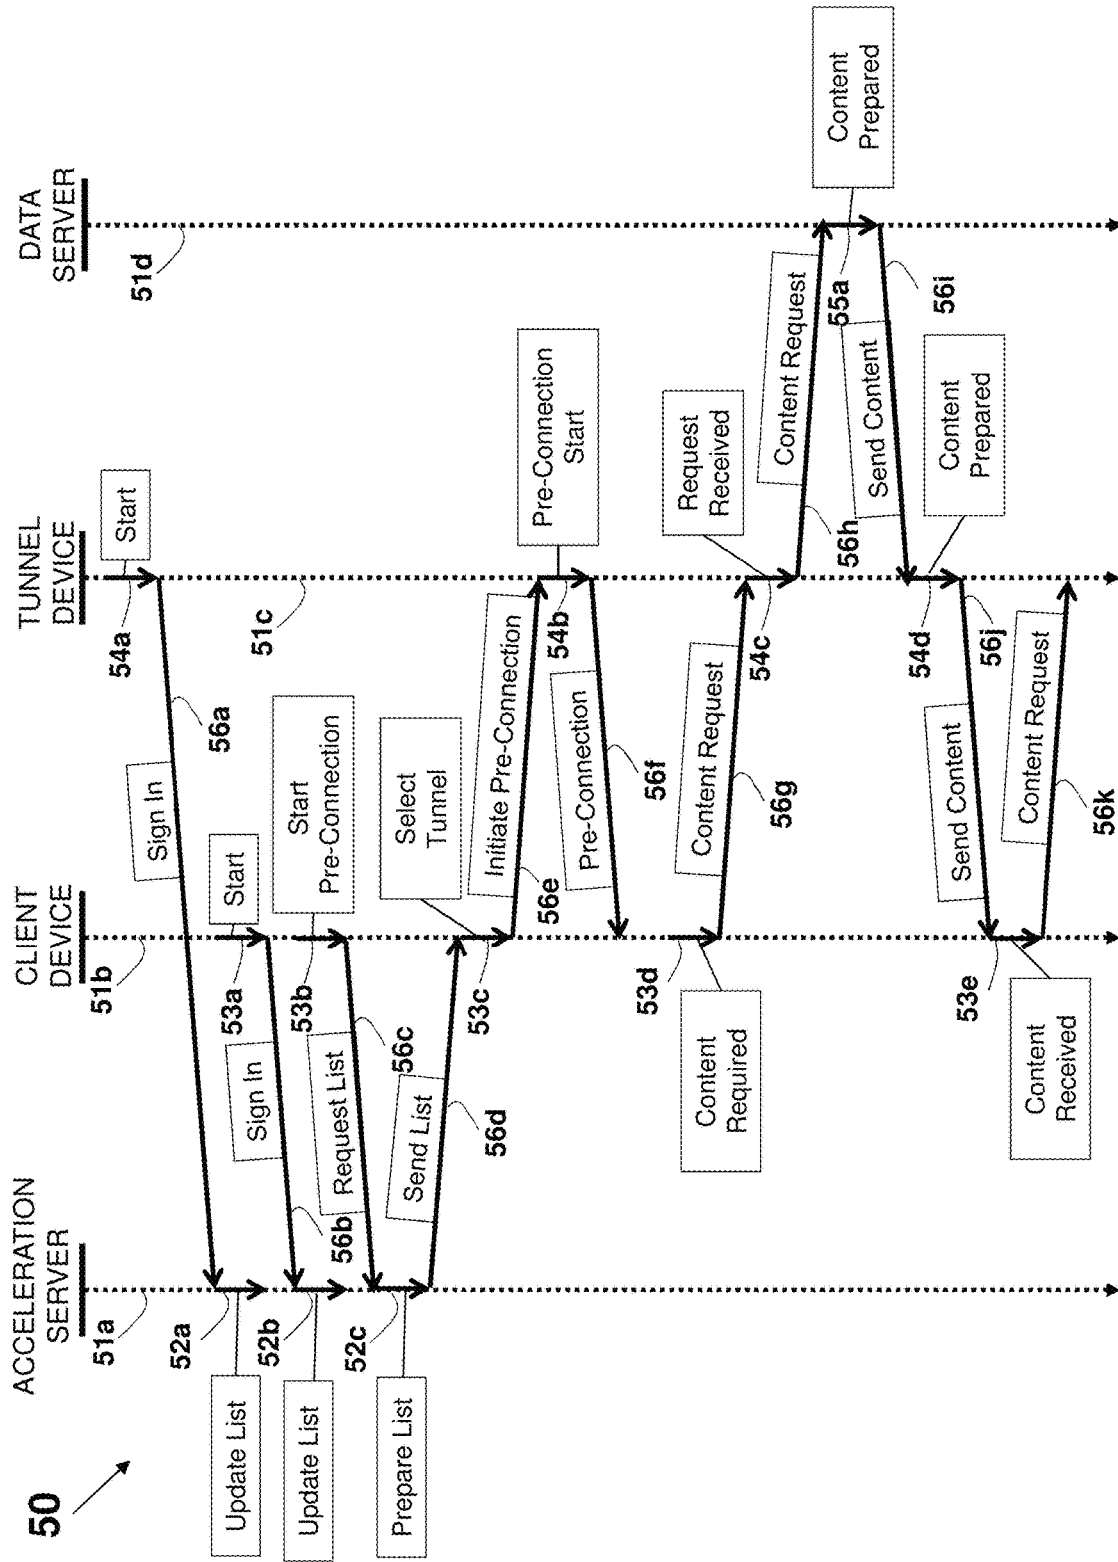 50
ACCELERATION
SERVER
CLIENT
DEVICE
TUNNEL
DEVICE
DATA
SERVER
51a
51b
54a
Start
51d
Sign In
56a
52a
Update List
53a
Start
51c
Sign In
56b
52b
Update List
53b
Start
Pre-Connection
Request List
56c
52c
Prepare List
Send List
56d
53c
Select
Tunnel
Initiate Pre-Connection
56e
54b
Pre-Connection
Start
Pre-Connection
56f
53d
Content
Required
Content Request
56g
54c
Request
Received
Content Request
56h
55a
Content
Prepared
Send Content
56i
54d
Content
Prepared
56j
Send Content
53e
Content
Received
Content Request
56k